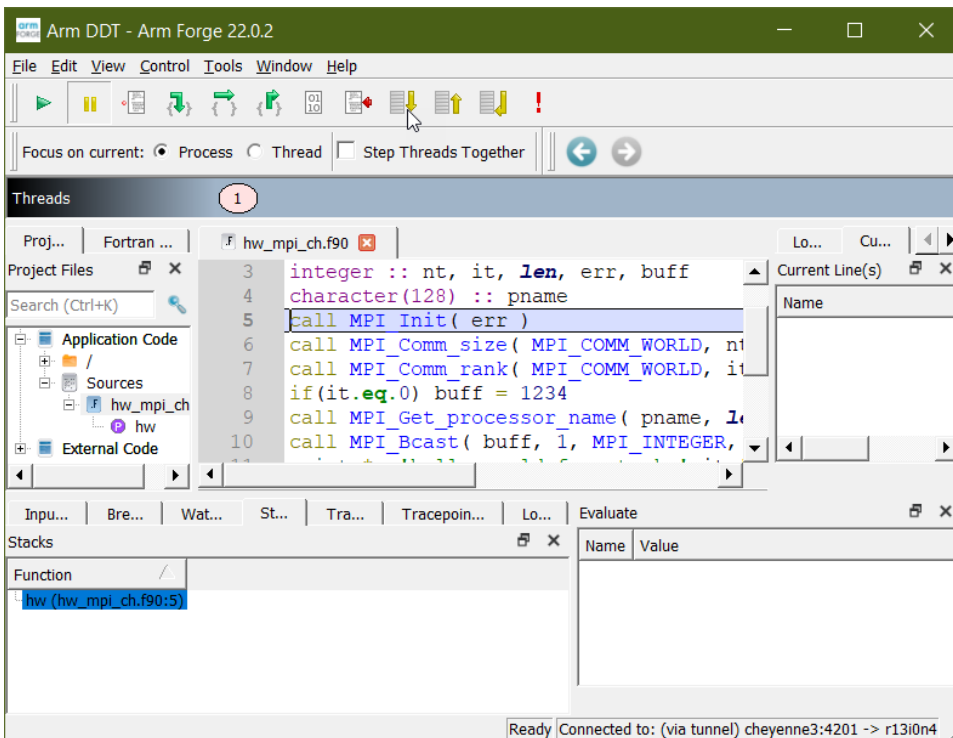 arm FORGE Arm DDT - Arm Forge 22.0.2
File Edit View Control Tools Window Help
01
10
Focus on current: Process Thread Step Threads Together
Threads 1
Proj... Fortran ... F hw_mpi_ch.f90 Lo... Cu...
Project Files
Search (Ctrl+K)
Application Code
/
Sources
F hw_mpi_ch
P hw
External Code
3 integer :: nt, it, len, err, buff
4 character(128) :: pname
5 call MPI_Init( err )
6 call MPI_Comm_size( MPI_COMM_WORLD, nt
7 call MPI_Comm_rank( MPI_COMM_WORLD, it
8 if(it.eq.0) buff = 1234
9 call MPI_Get_processor_name( pname, le
10 call MPI_Bcast( buff, 1, MPI_INTEGER,
Current Line(s)
Name
Inpu... Bre... Wat... St... Tra... Tracepoin... Lo...
Stacks
Function
hw (hw_mpi_ch.f90:5)
Evaluate
Name Value
Ready Connected to: (via tunnel) cheyenne3:4201 -> r13i0n4